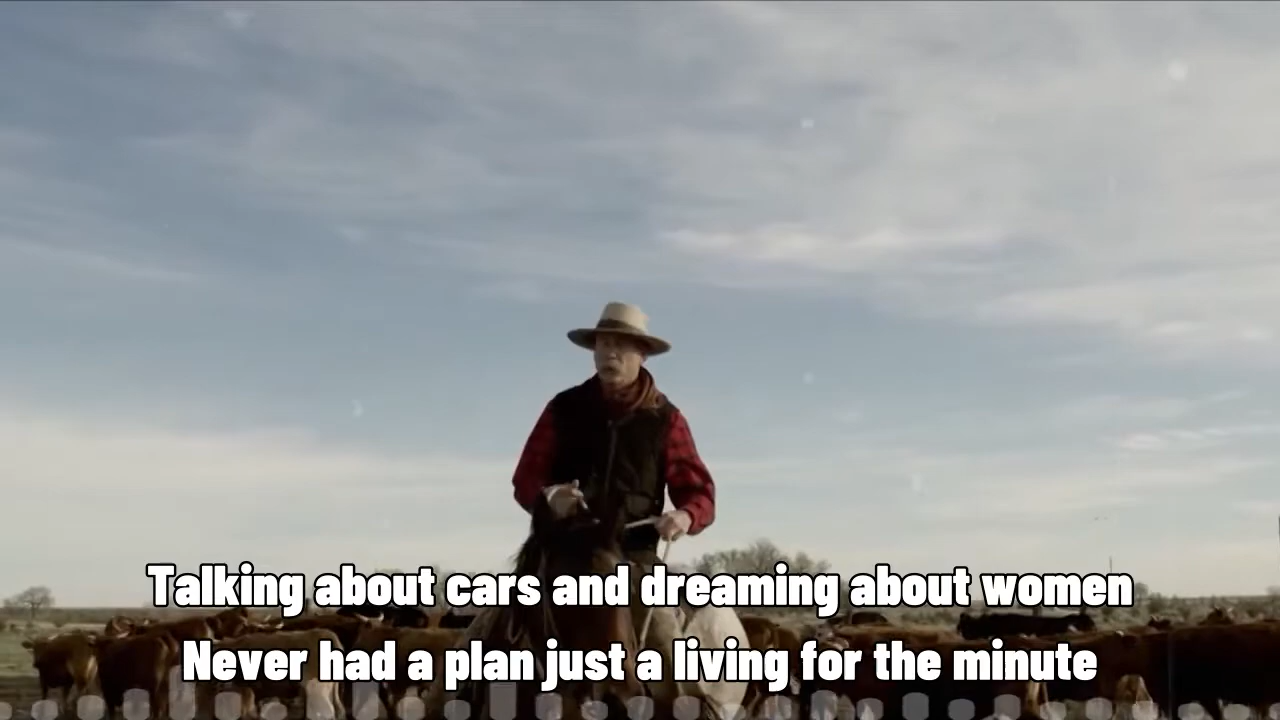 Talking about cars and dreaming about women
Never had a plan just a living for the minute